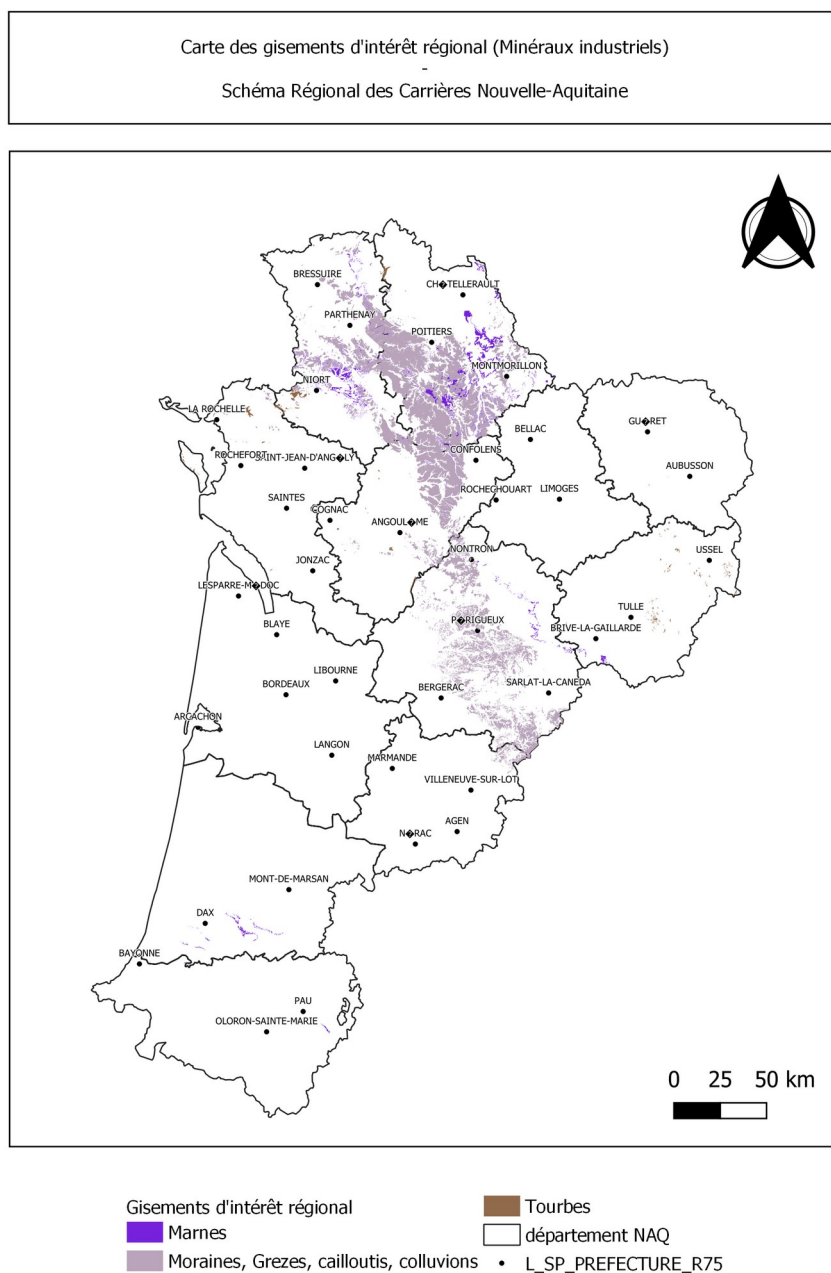 Carte des gisements d'intérêt régional (Minéraux industriels)
-
Schéma Régional des Carrières Nouvelle-Aquitaine
BRESSUIRE
CH�TELLERAULT
PARTHENAY
POITIERS
MONTMORILLON
NIORT
LA ROCHELLE
GU�RET
BELLAC
ROCHEFORT
SAINT-JEAN-D'ANG�LY
CONFOLENS
AUBUSSON
ROCHECHOUART
LIMOGES
SAINTES
COGNAC
ANGOUL�ME
NONTRON
USSEL
JONZAC
LESPARRE-M�DOC
TULLE
P�RIGUEUX
BLAYE
BRIVE-LA-GAILLARDE
LIBOURNE
BORDEAUX
BERGERAC
SARLAT-LA-CANEDA
ARCACHON
LANGON
MARMANDE
VILLENEUVE-SUR-LOT
AGEN
N�RAC
MONT-DE-MARSAN
DAX
BAYONNE
PAU
OLORON-SAINTE-MARIE
0 25 50 km
Gisements d'intérêt régional
Marnes
Moraines, Grezes, cailloutis, colluvions
Tourbes
département NAQ
L_SP_PREFECTURE_R75